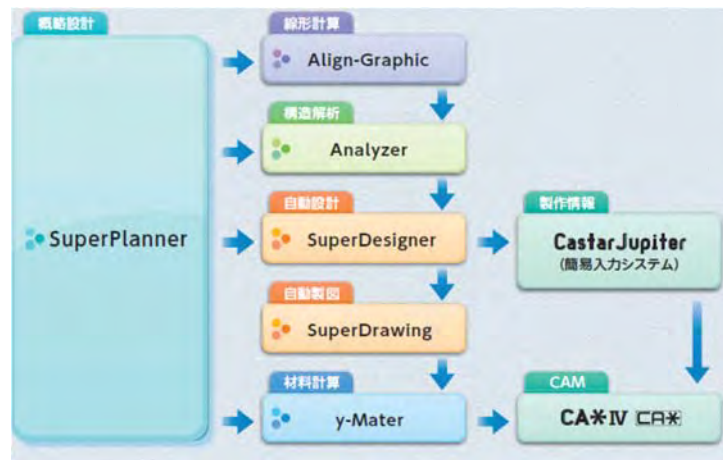 概略設計
SuperPlanner
線形計算
Align-Graphic
構造解析
Analyzer
自動設計
SuperDesigner
製作情報
CastarJupiter
(簡易入力システム)
自動製図
SuperDrawing
材料計算
y-Mater
CAM
CA*IV CA*